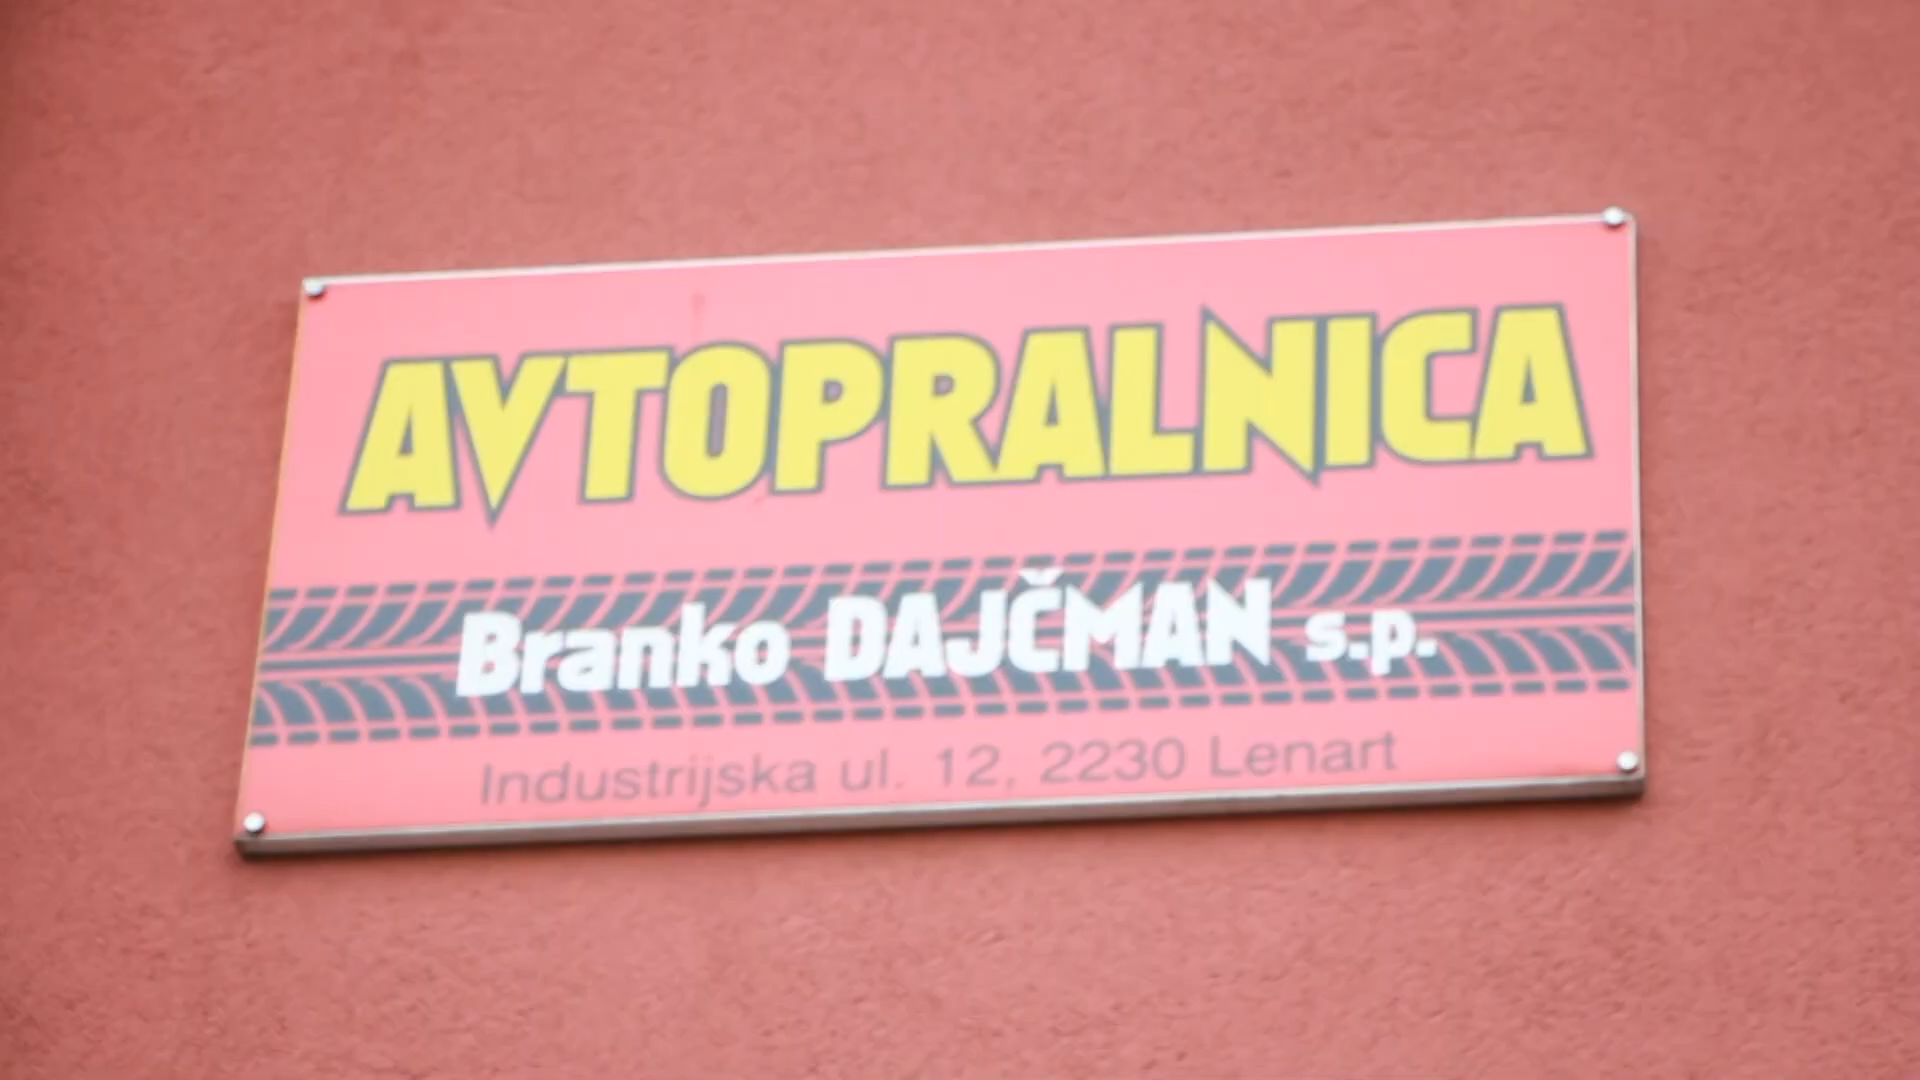 AVTOPRALNICA
Branko DAJČMAN s.p.
Industrijska ul. 12, 2230 Lenart